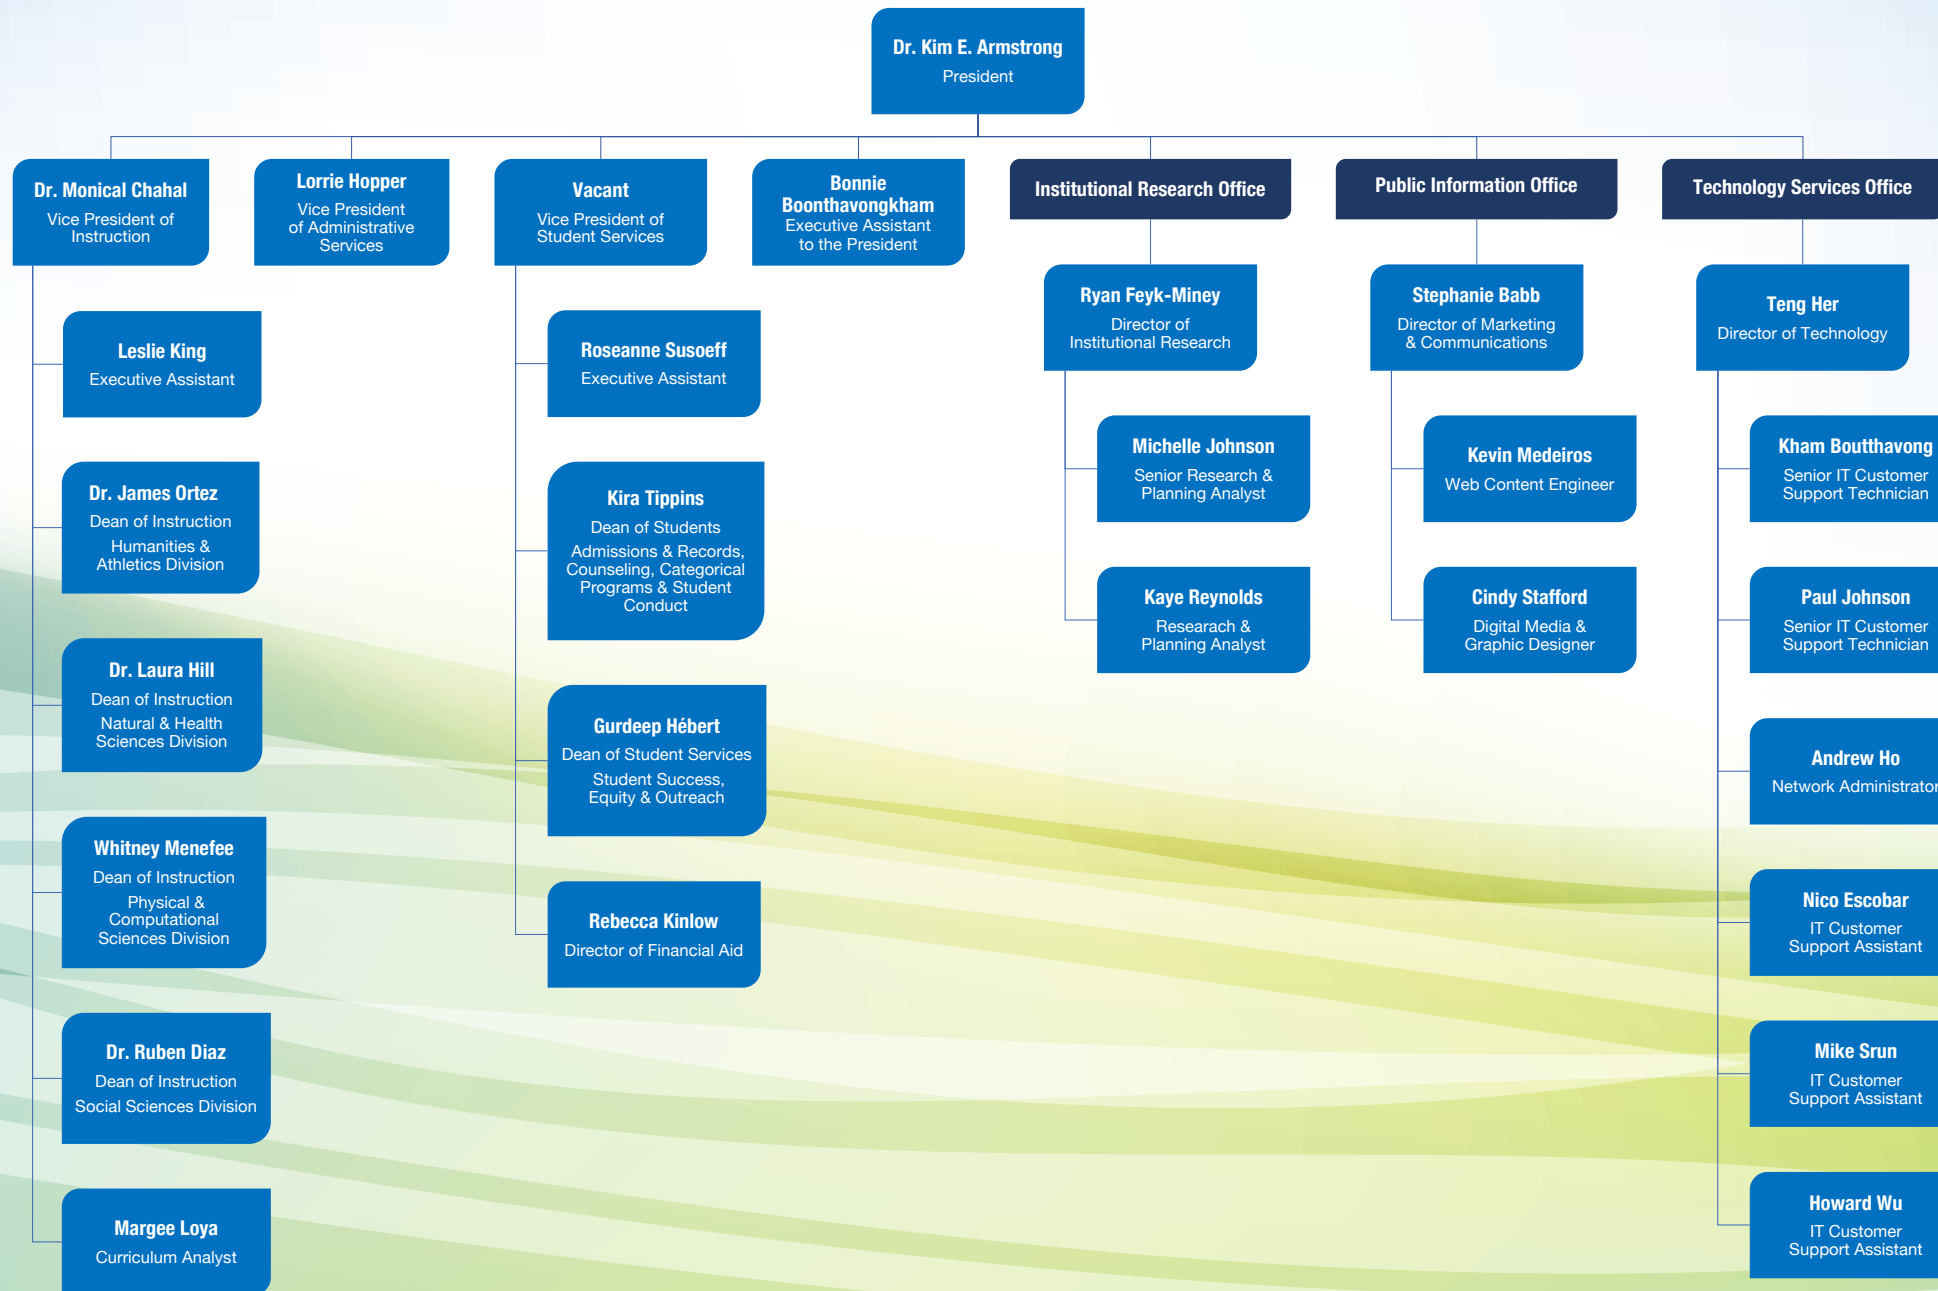 Dr. Kim E. Armstrong
President
Dr. Monical Chahal
Vice President of
Instruction
Lorrie Hopper
Vice President
of Administrative
Services
Vacant
Vice President of
Student Services
Bonnie
Boonthavongkham
Executive Assistant
to the President
Institutional Research Office
Public Information Office
Technology Services Office
Leslie King
Executive Assistant
Dr. James Ortez
Dean of Instruction
Humanities &
Athletics Division
Dr. Laura Hill
Dean of Instruction
Natural & Health
Sciences Division
Whitney Menefee
Dean of Instruction
Physical &
Computational
Sciences Division
Dr. Ruben Diaz
Dean of Instruction
Social Sciences Division
Margee Loya
Curriculum Analyst
Roseanne Susoeff
Executive Assistant
Kira Tippins
Dean of Students
Admissions & Records,
Counseling, Categorical
Programs & Student
Conduct
Gurdeep Hébert
Dean of Student Services
Student Success,
Equity & Outreach
Rebecca Kinlow
Director of Financial Aid
Ryan Feyk-Miney
Director of
Institutional Research
Michelle Johnson
Senior Research &
Planning Analyst
Kaye Reynolds
Researach &
Planning Analyst
Stephanie Babb
Director of Marketing
& Communications
Kevin Medeiros
Web Content Engineer
Cindy Stafford
Digital Media &
Graphic Designer
Teng Her
Director of Technology
Kham Boutthavong
Senior IT Customer
Support Technician
Paul Johnson
Senior IT Customer
Support Technician
Andrew Ho
Network Administrator
Nico Escobar
IT Customer
Support Assistant
Mike Srun
IT Customer
Support Assistant
Howard Wu
IT Customer
Support Assistant